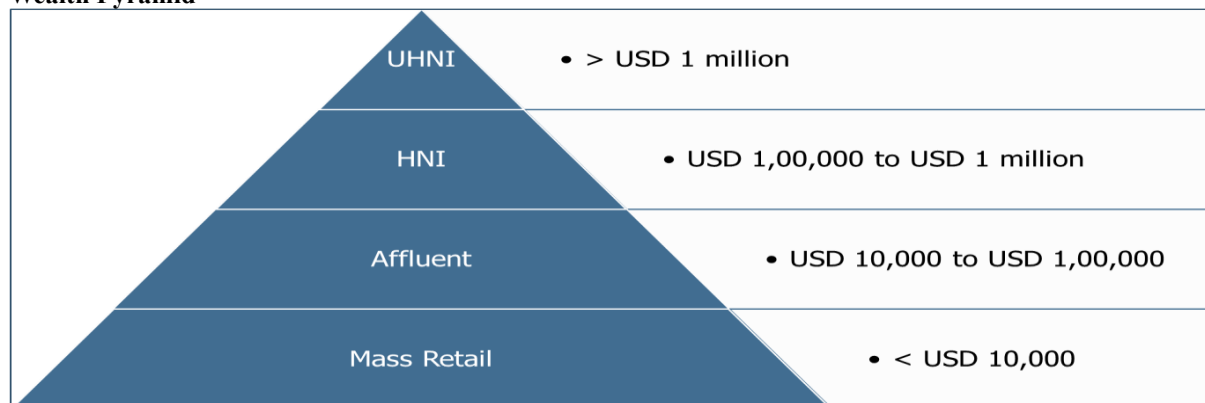 Wealth Pyramid
UHNI
• > USD 1 million
HNI
• USD 1,00,000 to USD 1 million
Affluent
• USD 10,000 to USD 1,00,000
Mass Retail
• < USD 10,000